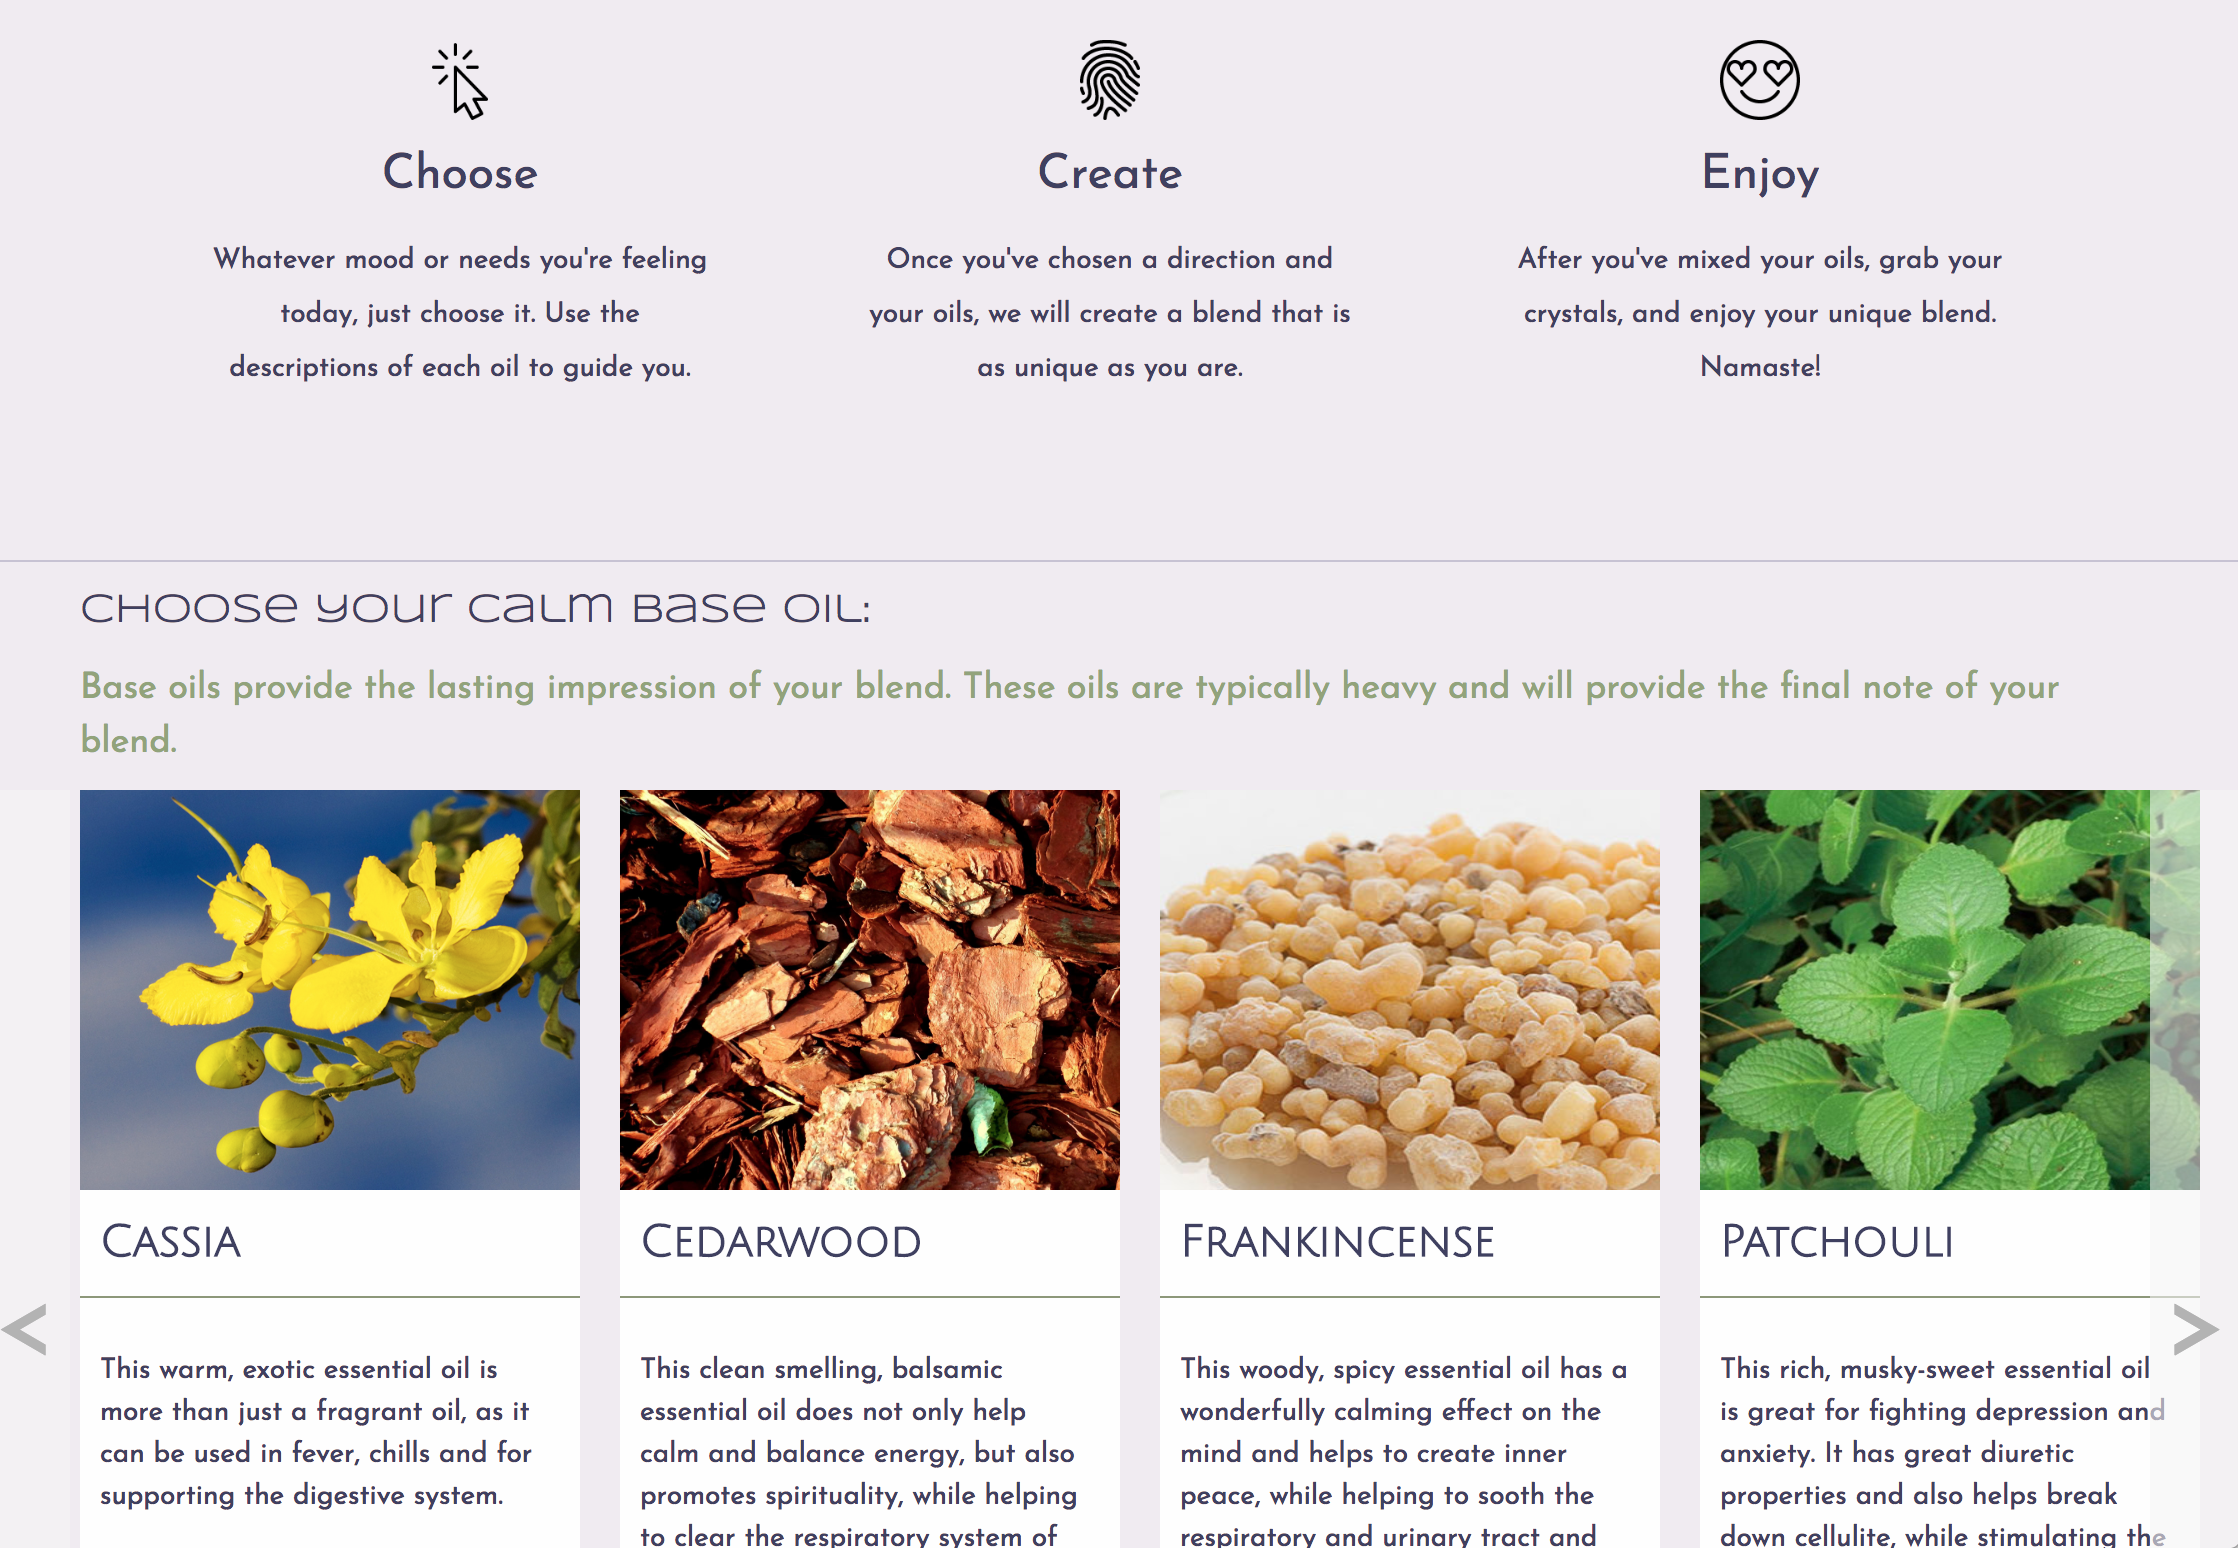 Choose
Whatever mood or needs you're feeling
today, just choose it. Use the
descriptions of each oil to guide you.
Create
Once you've chosen a direction and
your oils, we will create a blend that is
as unique as you are.
Enjoy
After you've mixed your oils, grab your
crystals, and enjoy your unique blend.
Namaste!
Choose your calm base oil:
Base oils provide the lasting impression of your blend. These oils are typically heavy and will provide the final note of your
blend.
Cassia
This warm, exotic essential oil is
more than just a fragrant oil, as it
can be used in fever, chills and for
supporting the digestive system.
Cedarwood
This clean smelling, balsamic
essential oil does not only help
calm and balance energy, but also
promotes spirituality, while helping
to clear the respiratory system of
Frankincense
This woody, spicy essential oil has a
wonderfully calming effect on the
mind and helps to create inner
peace, while helping to sooth the
respiratory and urinary tract and
Patchouli
This rich, musky-sweet essential oil
is great for fighting depression and
anxiety. It has great diuretic
properties and also helps break
down cellulite, while stimulating the
< >